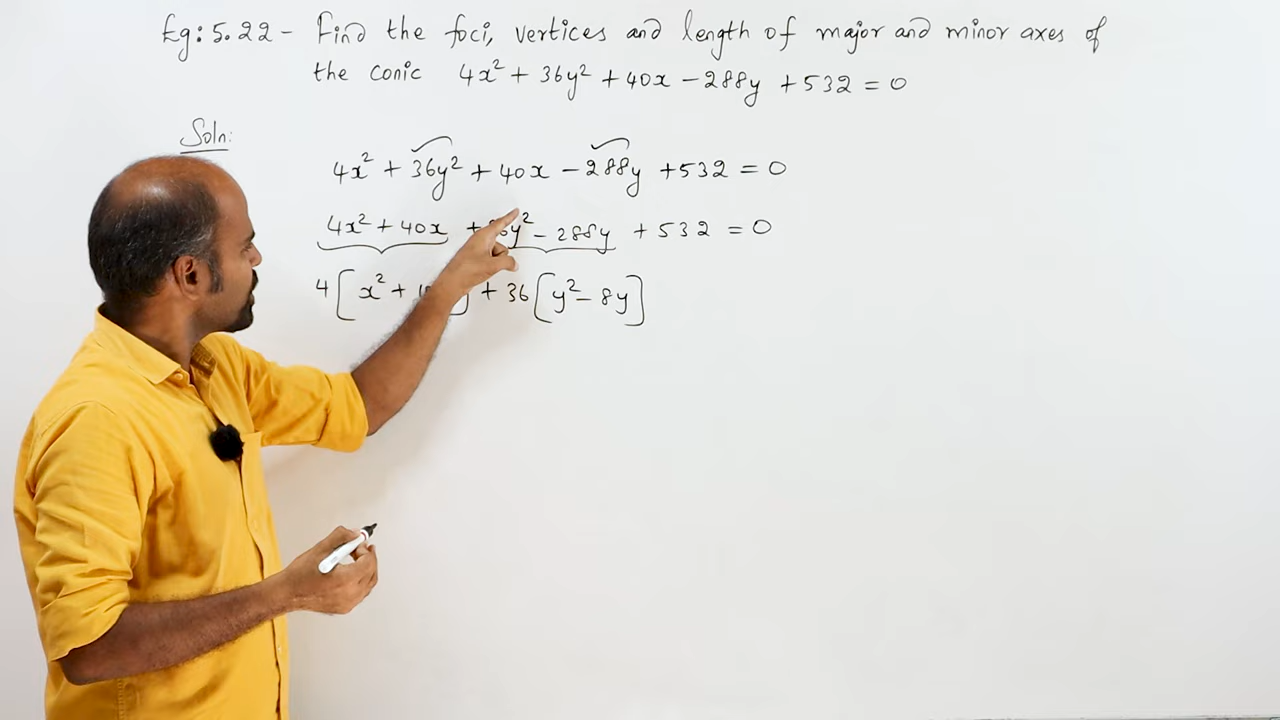 Eg: 5.22 - Find the foci, vertices and length of major and minor axes of
the conic 4x² + 36y² + 40x - 288y + 532 = 0
Soln:
4x² + 36y² + 40x - 288y + 532 = 0
4x² + 40x + y² - 288y + 532 = 0
4[x² + ] + 36[y² - 8y]